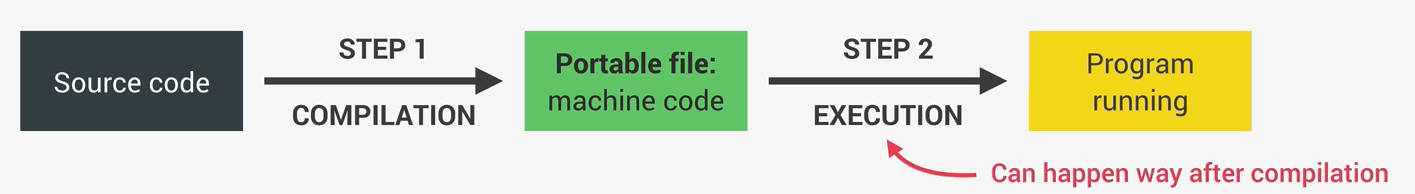 Source code
STEP 1
COMPILATION
Portable file:
machine code
STEP 2
EXECUTION
Program
running
Can happen way after compilation